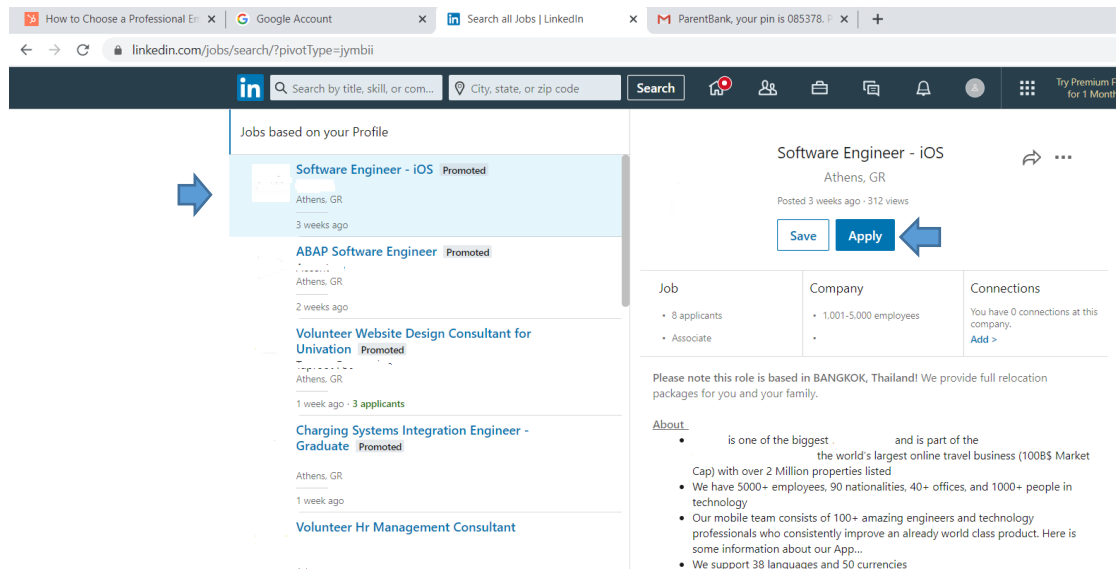 How to Choose a Professional En
Google Account
Search all Jobs | LinkedIn
ParentBank, your pin is 085378. P
linkedin.com/jobs/search/?pivotType=jymbii
in
Search by title, skill, or com...
City, state, or zip code
Search
Try Premium F
for 1 Month
Jobs based on your Profile
Software Engineer - iOS Promoted
Athens, GR
3 weeks ago
ABAP Software Engineer Promoted
Athens, GR
2 weeks ago
Volunteer Website Design Consultant for
Univation Promoted
Athens, GR
1 week ago · 3 applicants
Charging Systems Integration Engineer -
Graduate Promoted
Athens, GR
1 week ago
Volunteer Hr Management Consultant
Software Engineer - iOS
Athens, GR
Posted 3 weeks ago · 312 views
Save
Apply
Job
• 8 applicants
• Associate
Company
• 1,001-5,000 employees
•
Connections
You have 0 connections at this
company.
Add >
Please note this role is based in BANGKOK, Thailand! We provide full relocation
packages for you and your family.
About
• is one of the biggest and is part of the
the world's largest online travel business (100B$ Market
Cap) with over 2 Million properties listed
• We have 5000+ employees, 90 nationalities, 40+ offices, and 1000+ people in
technology
• Our mobile team consists of 100+ amazing engineers and technology
professionals who consistently improve an already world class product. Here is
some information about our App...
• We support 38 languages and 50 currencies